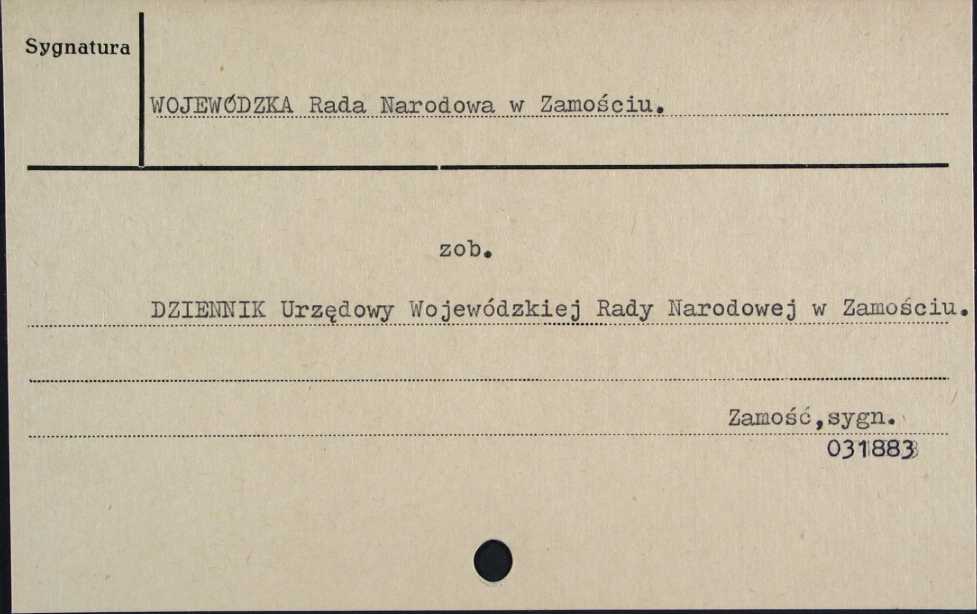 Sygnatura
WOJEWÓDZKA Rada Narodowa w Zamościu.
zob.
DZIENNIK Urzędowy Wojewódzkiej Rady Narodowej w Zamościu.
Zamość,sygn.
031883